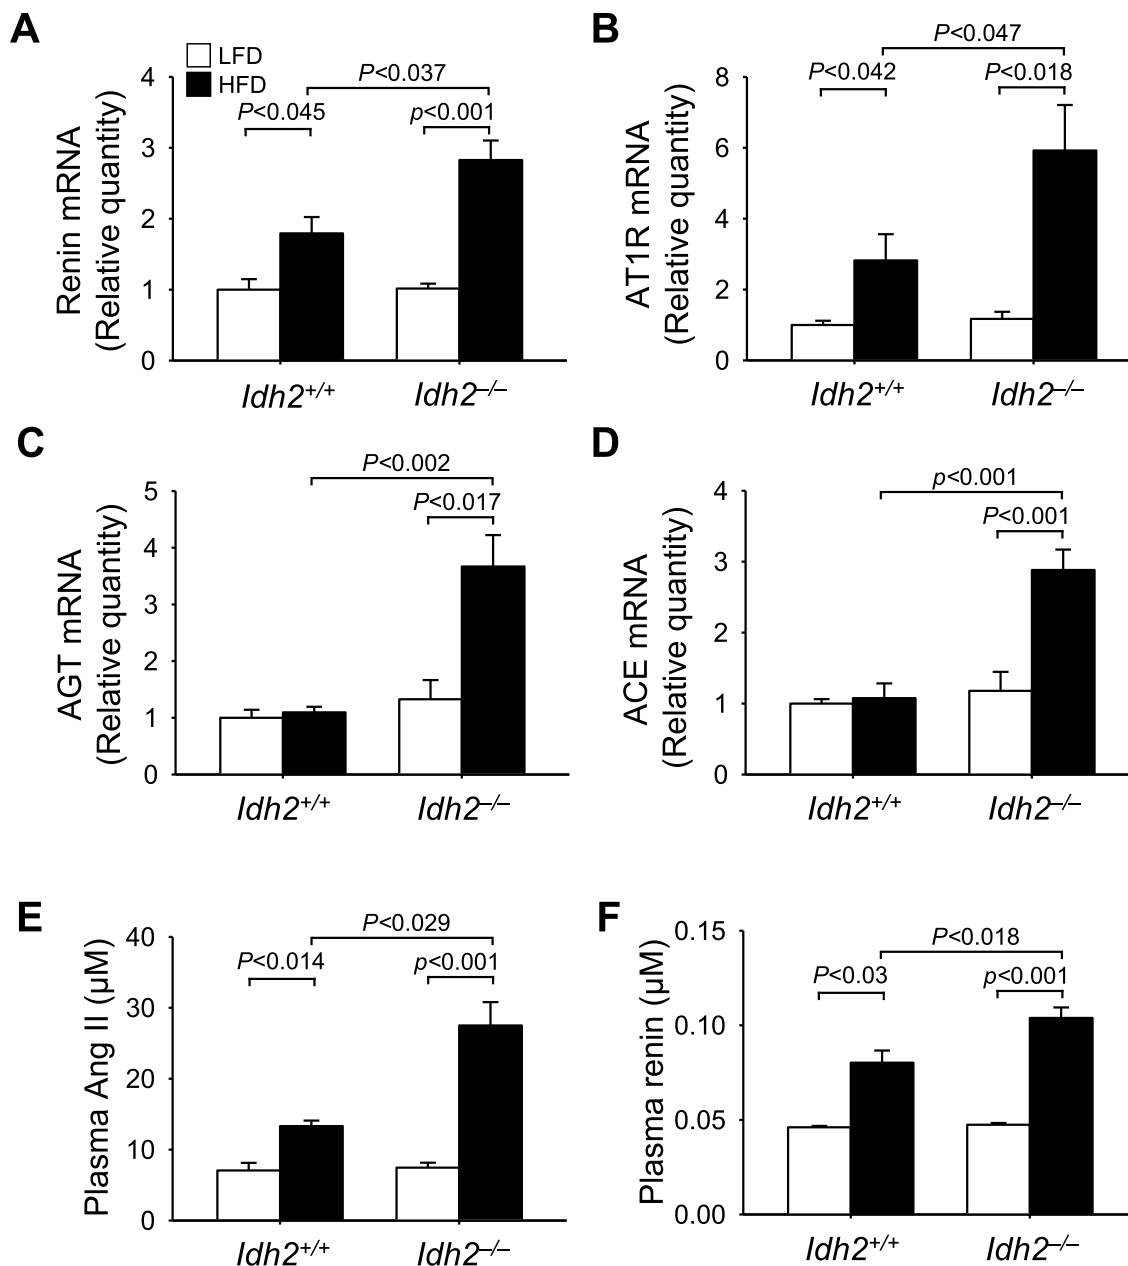 A
LFD
HFD
P<0.037
P<0.045
p<0.001
4
3
2
1
0
Renin mRNA
(Relative quantity)
Idh2+/+
Idh2–/–
B
P<0.047
P<0.042
P<0.018
8
6
4
2
0
AT1R mRNA
(Relative quantity)
Idh2+/+
Idh2–/–
C
P<0.002
P<0.017
5
4
3
2
1
0
AGT mRNA
(Relative quantity)
Idh2+/+
Idh2–/–
D
p<0.001
P<0.001
4
3
2
1
0
ACE mRNA
(Relative quantity)
Idh2+/+
Idh2–/–
E
P<0.029
P<0.014
p<0.001
40
30
20
10
0
Plasma Ang II (μM)
Idh2+/+
Idh2–/–
F
P<0.018
P<0.03
p<0.001
0.15
0.10
0.05
0.00
Plasma renin (μM)
Idh2+/+
Idh2–/–